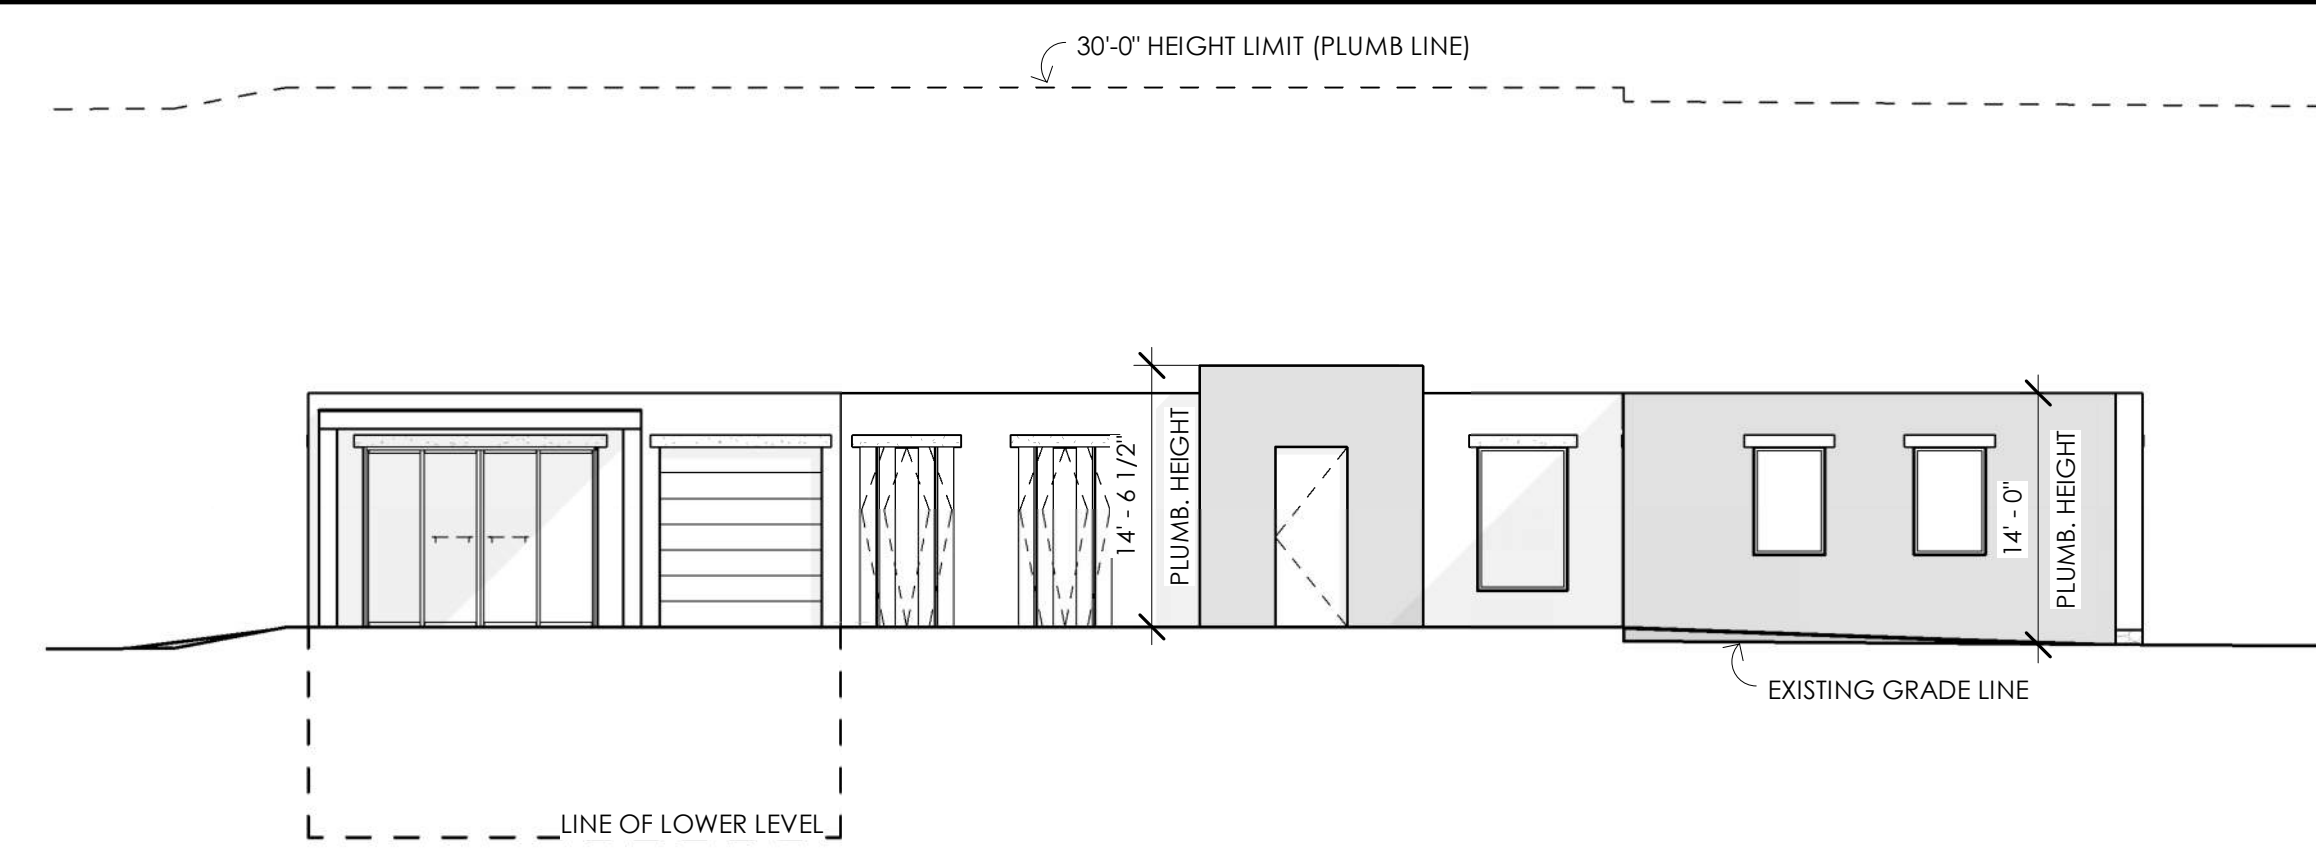 30'-0" HEIGHT LIMIT (PLUMB LINE)
14' - 6 1/2"
PLUMB. HEIGHT
14' - 0"
PLUMB. HEIGHT
EXISTING GRADE LINE
LINE OF LOWER LEVEL